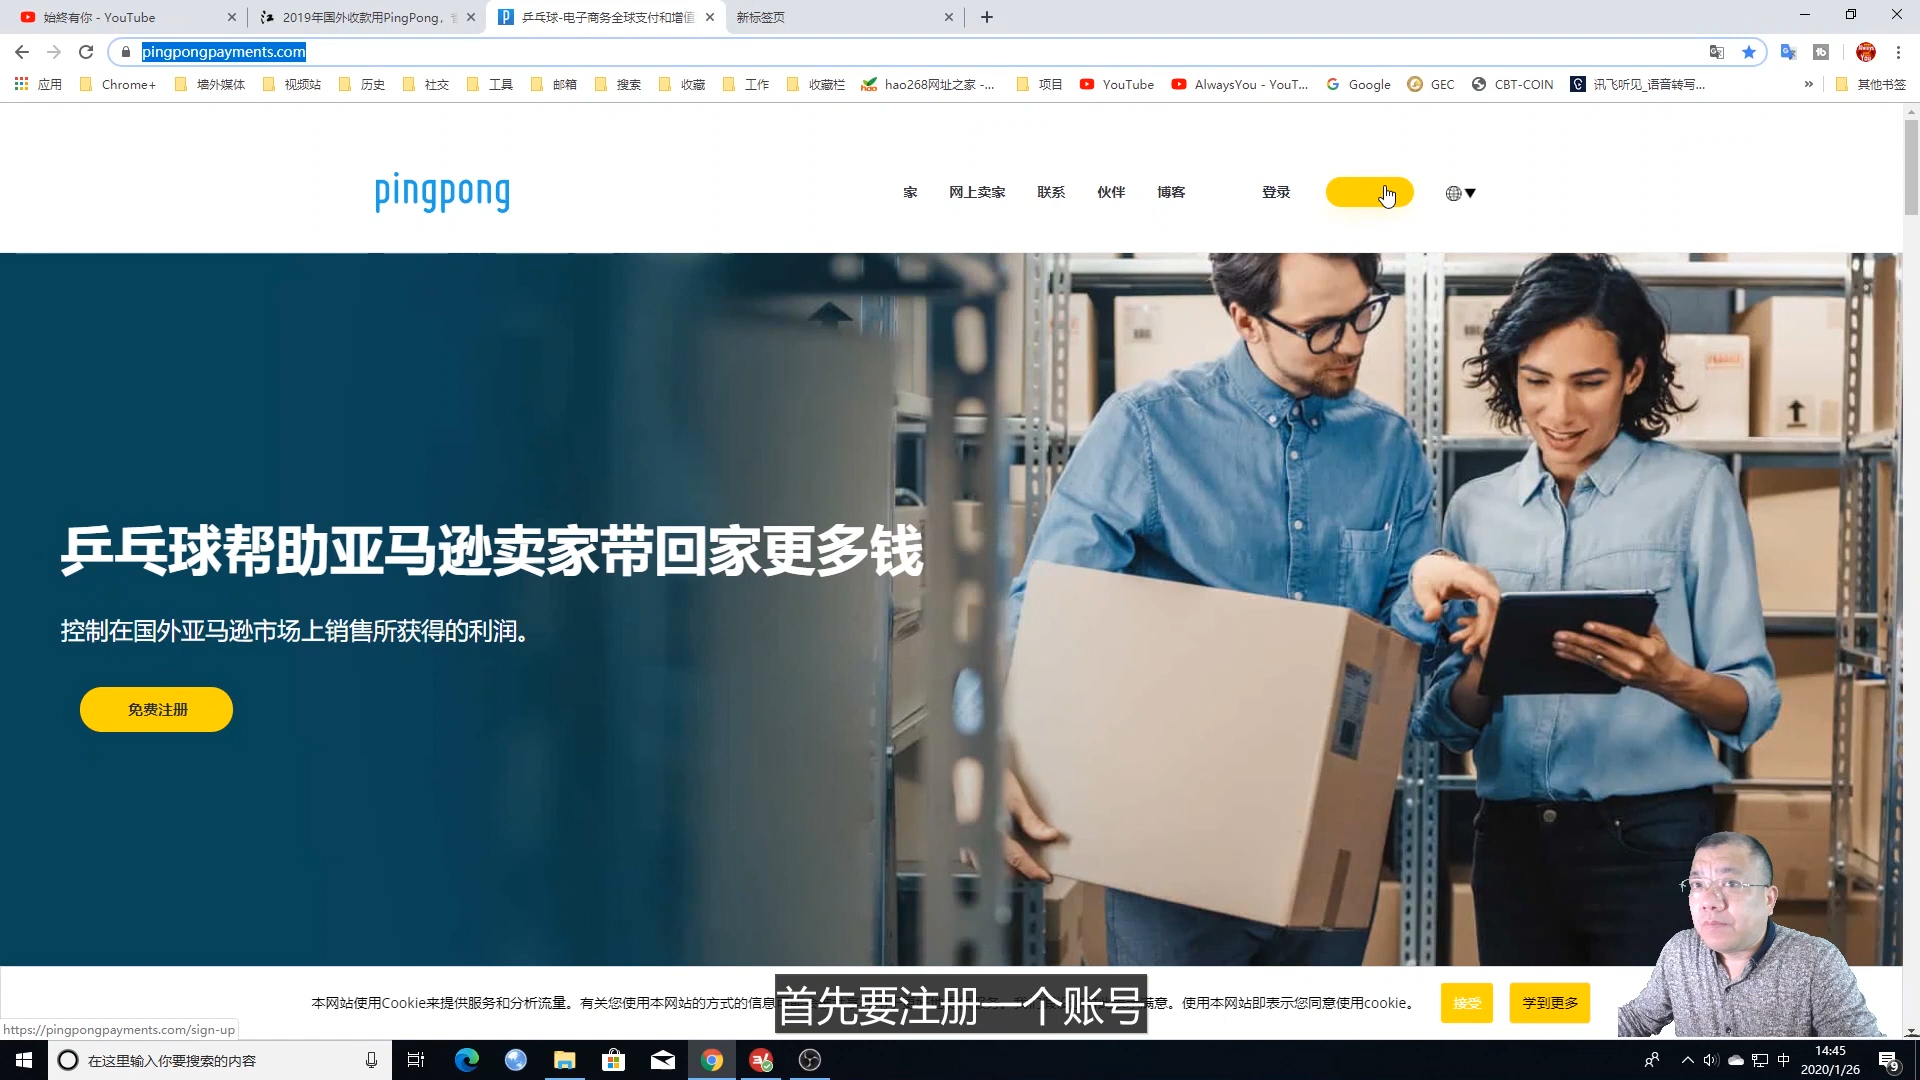 始终有你 - YouTube
2019年国外收款用PingPong，
乒乓球-电子商务全球支付和增值
新标签页
pingpongpayments.com
应用
Chrome+
墙外媒体
视频站
历史
社交
工具
邮箱
搜索
收藏
工作
收藏栏
hao268网址之家 -...
项目
YouTube
AlwaysYou - YouT...
Google
GEC
CBT-COIN
讯飞听见_语音转写...
»
其他书签
pingpong
家
网上卖家
联系
伙伴
博客
登录
乒乓球帮助亚马逊卖家带回家更多钱
控制在国外亚马逊市场上销售所获得的利润。
免费注册
本网站使用Cookie来提供服务和分析流量。有关您使用本网站的方式的信息
满意。使用本网站即表示您同意使用cookie。
接受
学到更多
首先要注册一个账号
https://pingpongpayments.com/sign-up
在这里输入你要搜索的内容
中
14:45
2020/1/26
9